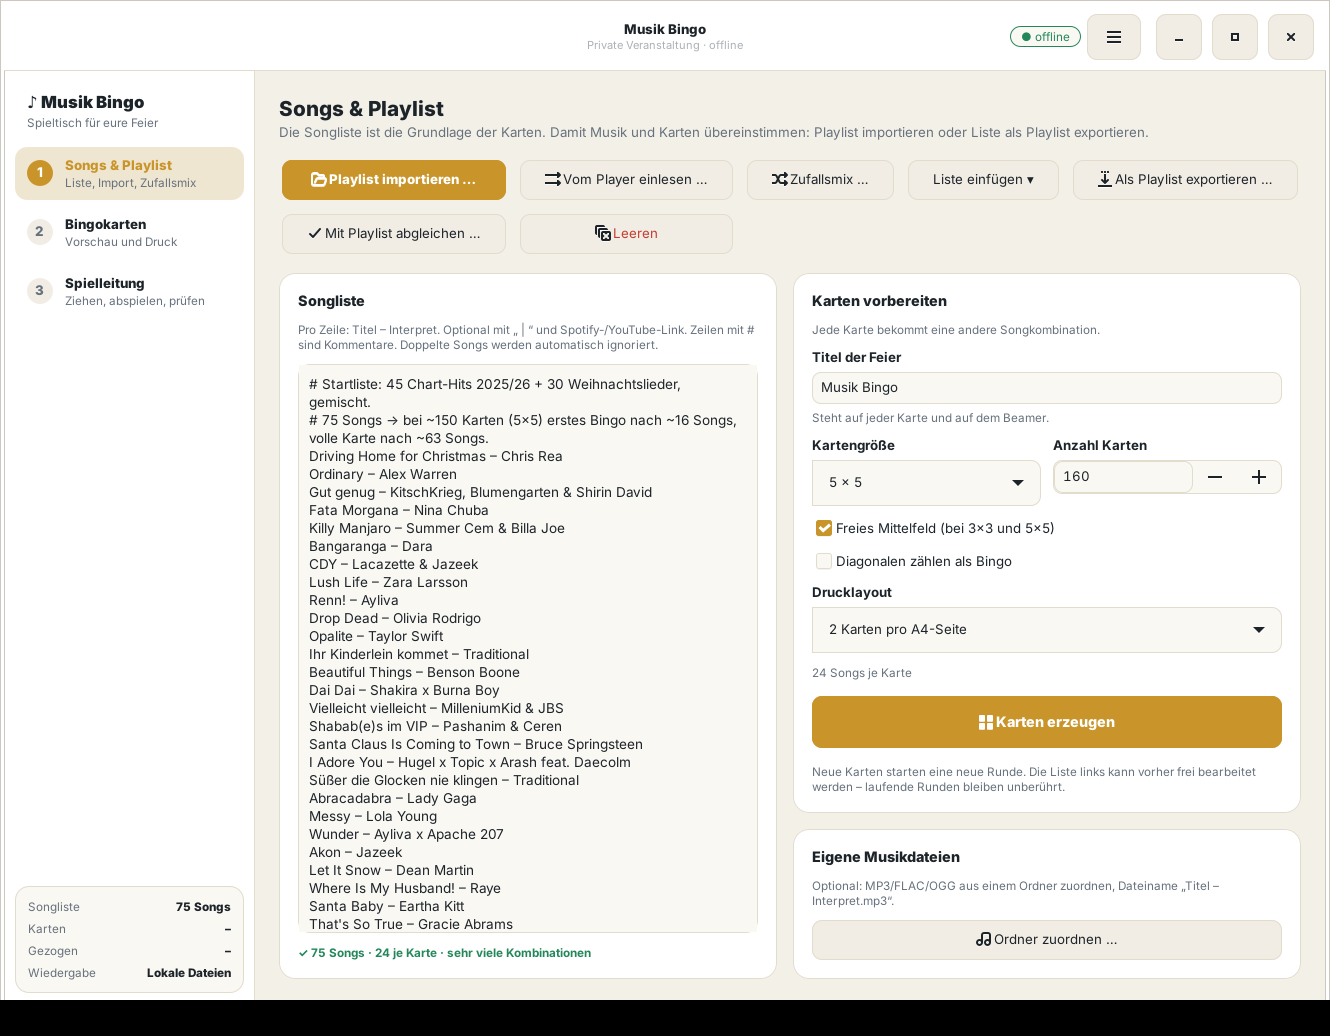 Musik Bingo
Private Veranstaltung · offline
offline
♪ Musik Bingo
Spieltisch für eure Feier
1
Songs & Playlist
Liste, Import, Zufallsmix
2
Bingokarten
Vorschau und Druck
3
Spielleitung
Ziehen, abspielen, prüfen
Songliste 75 Songs
Karten –
Gezogen –
Wiedergabe Lokale Dateien
Songs & Playlist
Die Songliste ist die Grundlage der Karten. Damit Musik und Karten übereinstimmen: Playlist importieren oder Liste als Playlist exportieren.
Playlist importieren ...
Vom Player einlesen ...
Zufallsmix ...
Liste einfügen ▾
Als Playlist exportieren ...
Mit Playlist abgleichen ...
Leeren
Songliste
Pro Zeile: Titel – Interpret. Optional mit „ | “ und Spotify-/YouTube-Link. Zeilen mit #
sind Kommentare. Doppelte Songs werden automatisch ignoriert.
# Startliste: 45 Chart-Hits 2025/26 + 30 Weihnachtslieder,
gemischt.
# 75 Songs → bei ~150 Karten (5×5) erstes Bingo nach ~16 Songs,
volle Karte nach ~63 Songs.
Driving Home for Christmas – Chris Rea
Ordinary – Alex Warren
Gut genug – KitschKrieg, Blumengarten & Shirin David
Fata Morgana – Nina Chuba
Killy Manjaro – Summer Cem & Billa Joe
Bangaranga – Dara
CDY – Lacazette & Jazeek
Lush Life – Zara Larsson
Renn! – Ayliva
Drop Dead – Olivia Rodrigo
Opalite – Taylor Swift
Ihr Kinderlein kommet – Traditional
Beautiful Things – Benson Boone
Dai Dai – Shakira x Burna Boy
Vielleicht vielleicht – MilleniumKid & JBS
Shabab(e)s im VIP – Pashanim & Ceren
Santa Claus Is Coming to Town – Bruce Springsteen
I Adore You – Hugel x Topic x Arash feat. Daecolm
Süßer die Glocken nie klingen – Traditional
Abracadabra – Lady Gaga
Messy – Lola Young
Wunder – Ayliva x Apache 207
Akon – Jazeek
Let It Snow – Dean Martin
Where Is My Husband! – Raye
Santa Baby – Eartha Kitt
That's So True – Gracie Abrams
✓ 75 Songs · 24 je Karte · sehr viele Kombinationen
Karten vorbereiten
Jede Karte bekommt eine andere Songkombination.
Titel der Feier
Musik Bingo
Steht auf jeder Karte und auf dem Beamer.
Kartengröße
5 × 5
Anzahl Karten
160
Freies Mittelfeld (bei 3×3 und 5×5)
Diagonalen zählen als Bingo
Drucklayout
2 Karten pro A4-Seite
24 Songs je Karte
Karten erzeugen
Neue Karten starten eine neue Runde. Die Liste links kann vorher frei bearbeitet
werden – laufende Runden bleiben unberührt.
Eigene Musikdateien
Optional: MP3/FLAC/OGG aus einem Ordner zuordnen, Dateiname „Titel –
Interpret.mp3“.
Ordner zuordnen ...